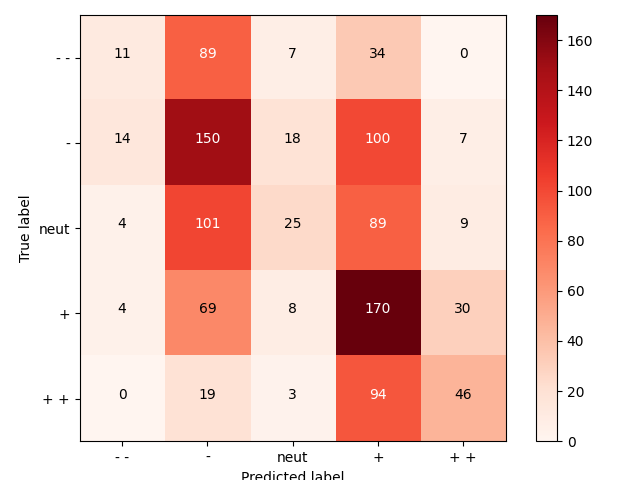 - - 11 89 7 34 0
- 14 150 18 100 7
neut 4 101 25 89 9
+ 4 69 8 170 30
+ + 0 19 3 94 46
- - - neut + + +
True label
Predicted label
160
140
120
100
80
60
40
20
0